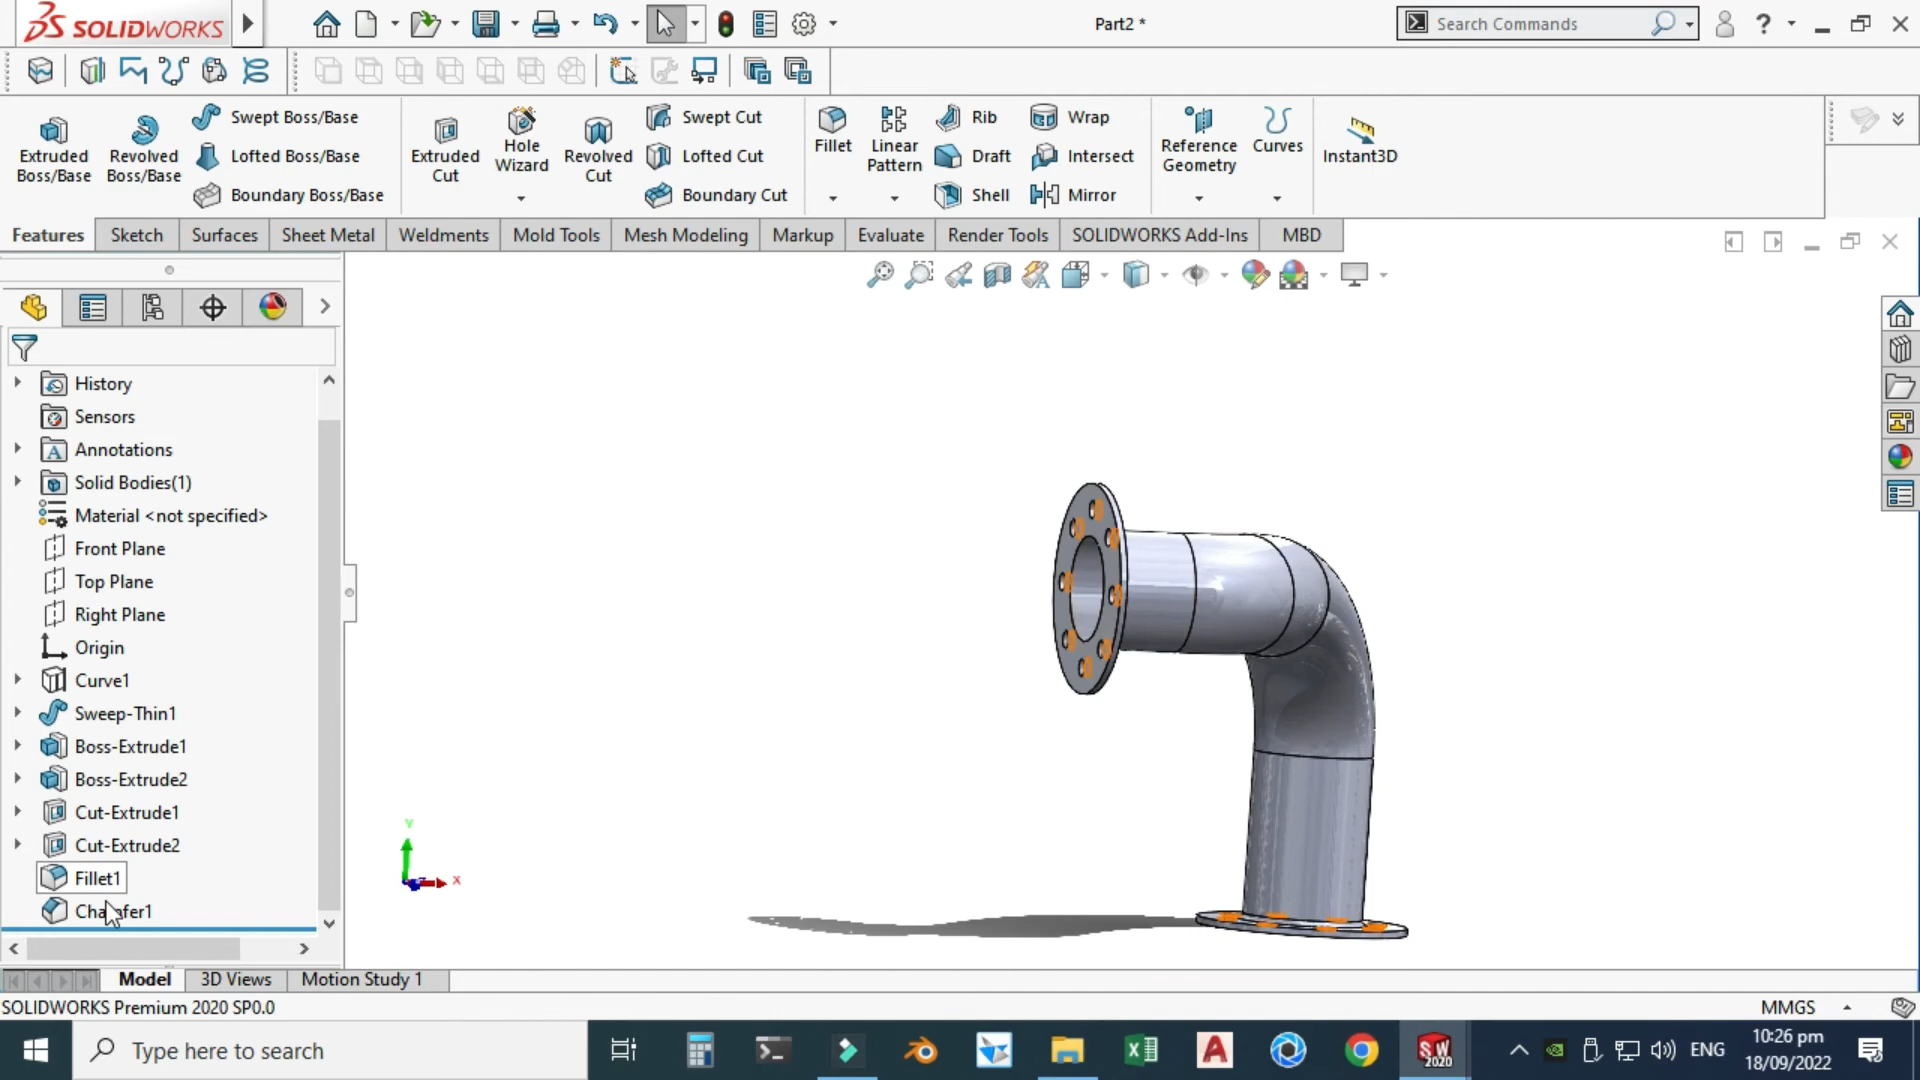 SOLIDWORKS
Part2 *
Search Commands
Extruded Boss/Base
Revolved Boss/Base
Swept Boss/Base
Lofted Boss/Base
Boundary Boss/Base
Extruded Cut
Hole Wizard
Revolved Cut
Swept Cut
Lofted Cut
Boundary Cut
Fillet
Linear Pattern
Rib
Draft
Shell
Wrap
Intersect
Mirror
Reference Geometry
Curves
Instant3D
Features
Sketch
Surfaces
Sheet Metal
Weldments
Mold Tools
Mesh Modeling
Markup
Evaluate
Render Tools
SOLIDWORKS Add-Ins
MBD
History
Sensors
Annotations
Solid Bodies(1)
Material <not specified>
Front Plane
Top Plane
Right Plane
Origin
Curve1
Sweep-Thin1
Boss-Extrude1
Boss-Extrude2
Cut-Extrude1
Cut-Extrude2
Fillet1
Chamfer1
Y
X
Model
3D Views
Motion Study 1
SOLIDWORKS Premium 2020 SP0.0
MMGS
Type here to search
SW 2020
ENG
10:26 pm
18/09/2022